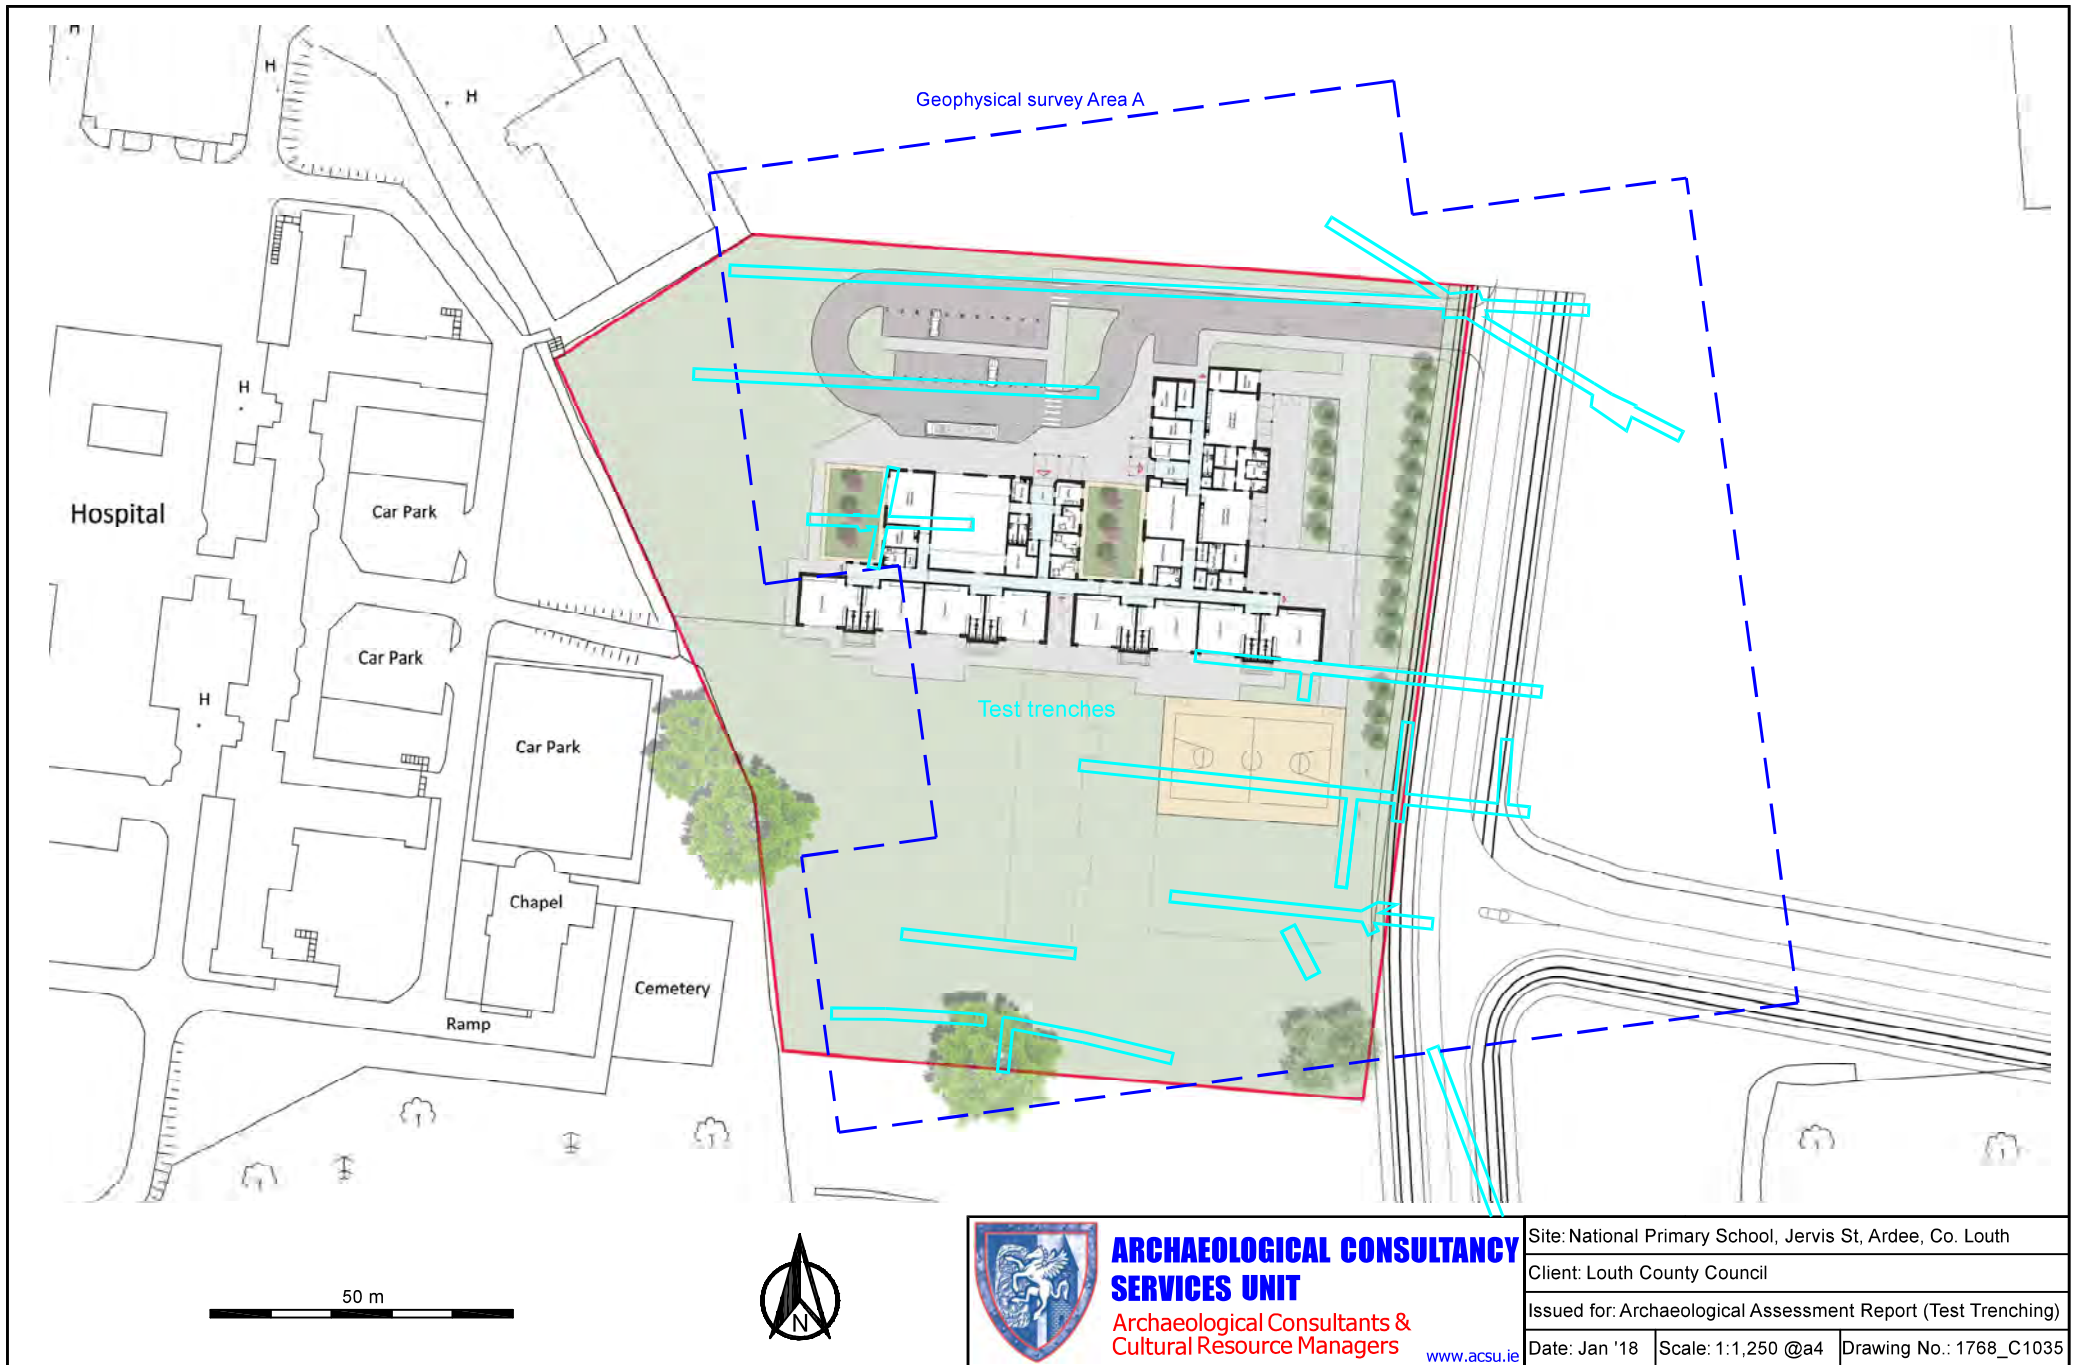 H
H
H
Geophysical survey Area A
H
Hospital
Car Park
Car Park
H
Test trenches
Car Park
Chapel
Cemetery
Ramp
50 m
N
ARCHAEOLOGICAL CONSULTANCY
SERVICES UNIT
Archaeological Consultants &
Cultural Resource Managers
www.acsu.ie
Site: National Primary School, Jervis St, Ardee, Co. Louth
Client: Louth County Council
Issued for: Archaeological Assessment Report (Test Trenching)
Date: Jan '18
Scale: 1:1,250 @a4
Drawing No.: 1768_C1035